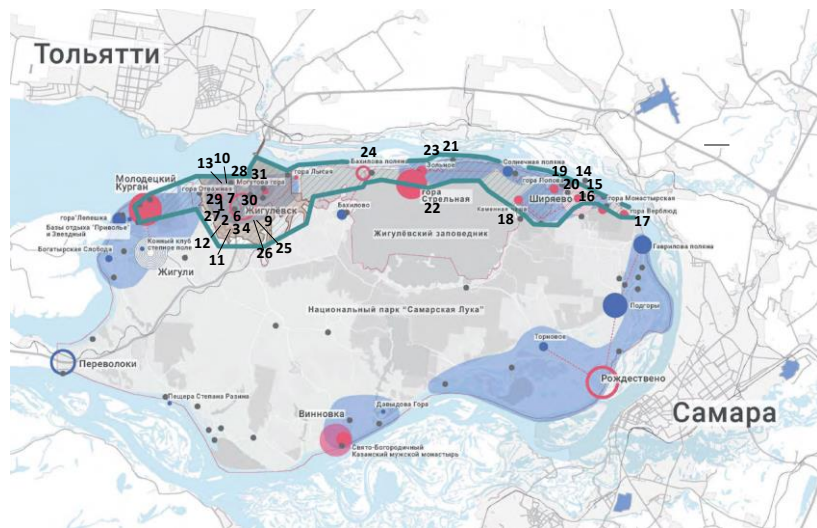 Тольятти
24
23 21
13 10
28
31
Бахилова поляна
Зольное
Солнечная поляна
гора Лысая
Могутова гора
гора Отважная
Молодецкий
Курган
19 14
20 15
16
гора Попова
Ширяево
гора Монастырская
гора Верблюд
17
18
гора
Стрельная
22
29 1 7 30
Жигулёвск
27 2 6 9
3 4
12
11
25
26
гора Лепешка
Базы отдыха "Приволье"
и Звездный
Богатырская Слобода
Конный клуб
степное поле
Жигули
Бахилово
Жигулёвский заповедник
Гаврилова поляна
Национальный парк "Самарская Лука"
Подгоры
Торновое
Переволоки
Рождествено
Пещера Степана Разина
Винновка
Давыдова Гора
Самара
Свято-Богородичный
Казанский мужской монастырь